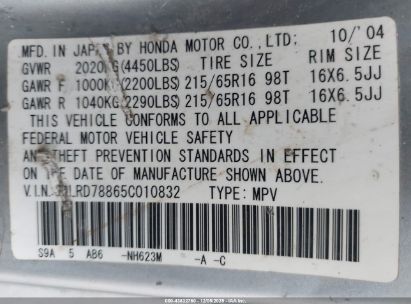 MFD. IN JAPAN BY HONDA MOTOR CO., LTD: 10/'04
GVWR 2020KG(4450LBS) TIRE SIZE RIM SIZE
GAWR F 1000KG(2200LBS) 215/65R16 98T 16X6.5JJ
GAWR R 1040KG(2290LBS) 215/65R16 98T 16X6.5JJ
THIS VEHICLE CONFORMS TO ALL APPLICABLE
FEDERAL MOTOR VEHICLE SAFETY
AND THEFT PREVENTION STANDARDS IN EFFECT
ON THE DATE OF MANUFACTURE SHOWN ABOVE.
V.I.N. LRD78865C010832 TYPE: MPV
S9A 5 AB6 -NH623M -A -C